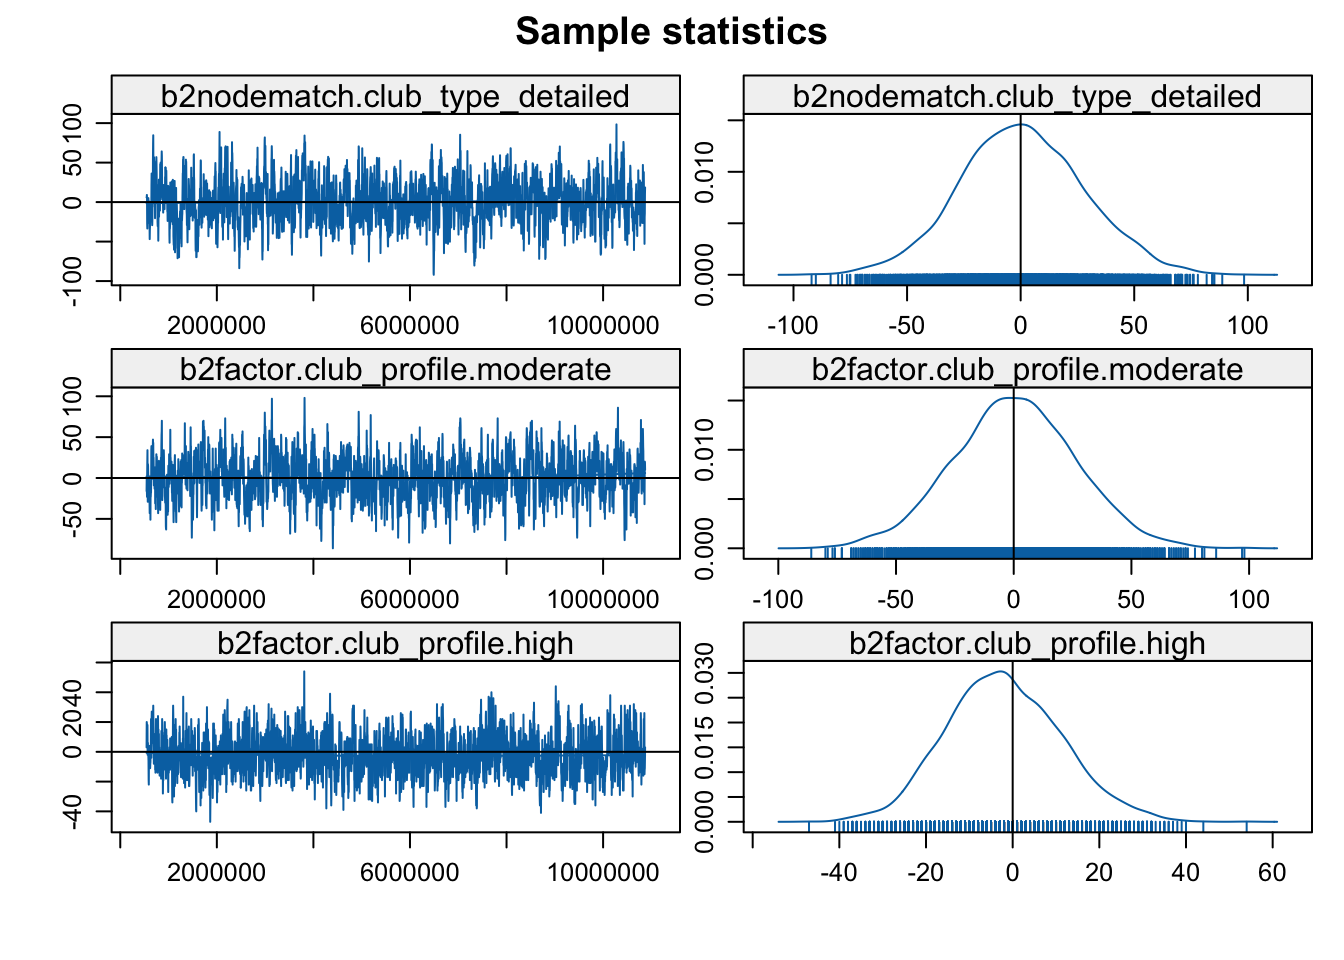 Sample statistics
b2nodematch.club_type_detailed
100
50
0
-100
2000000 6000000 10000000
b2nodematch.club_type_detailed
0.010
0.000
-100 -50 0 50 100
b2factor.club_profile.moderate
100
50
0
-50
2000000 6000000 10000000
b2factor.club_profile.moderate
0.010
0.000
-100 -50 0 50 100
b2factor.club_profile.high
40
20
0
-40
2000000 6000000 10000000
b2factor.club_profile.high
0.030
0.015
0.000
-40 -20 0 20 40 60